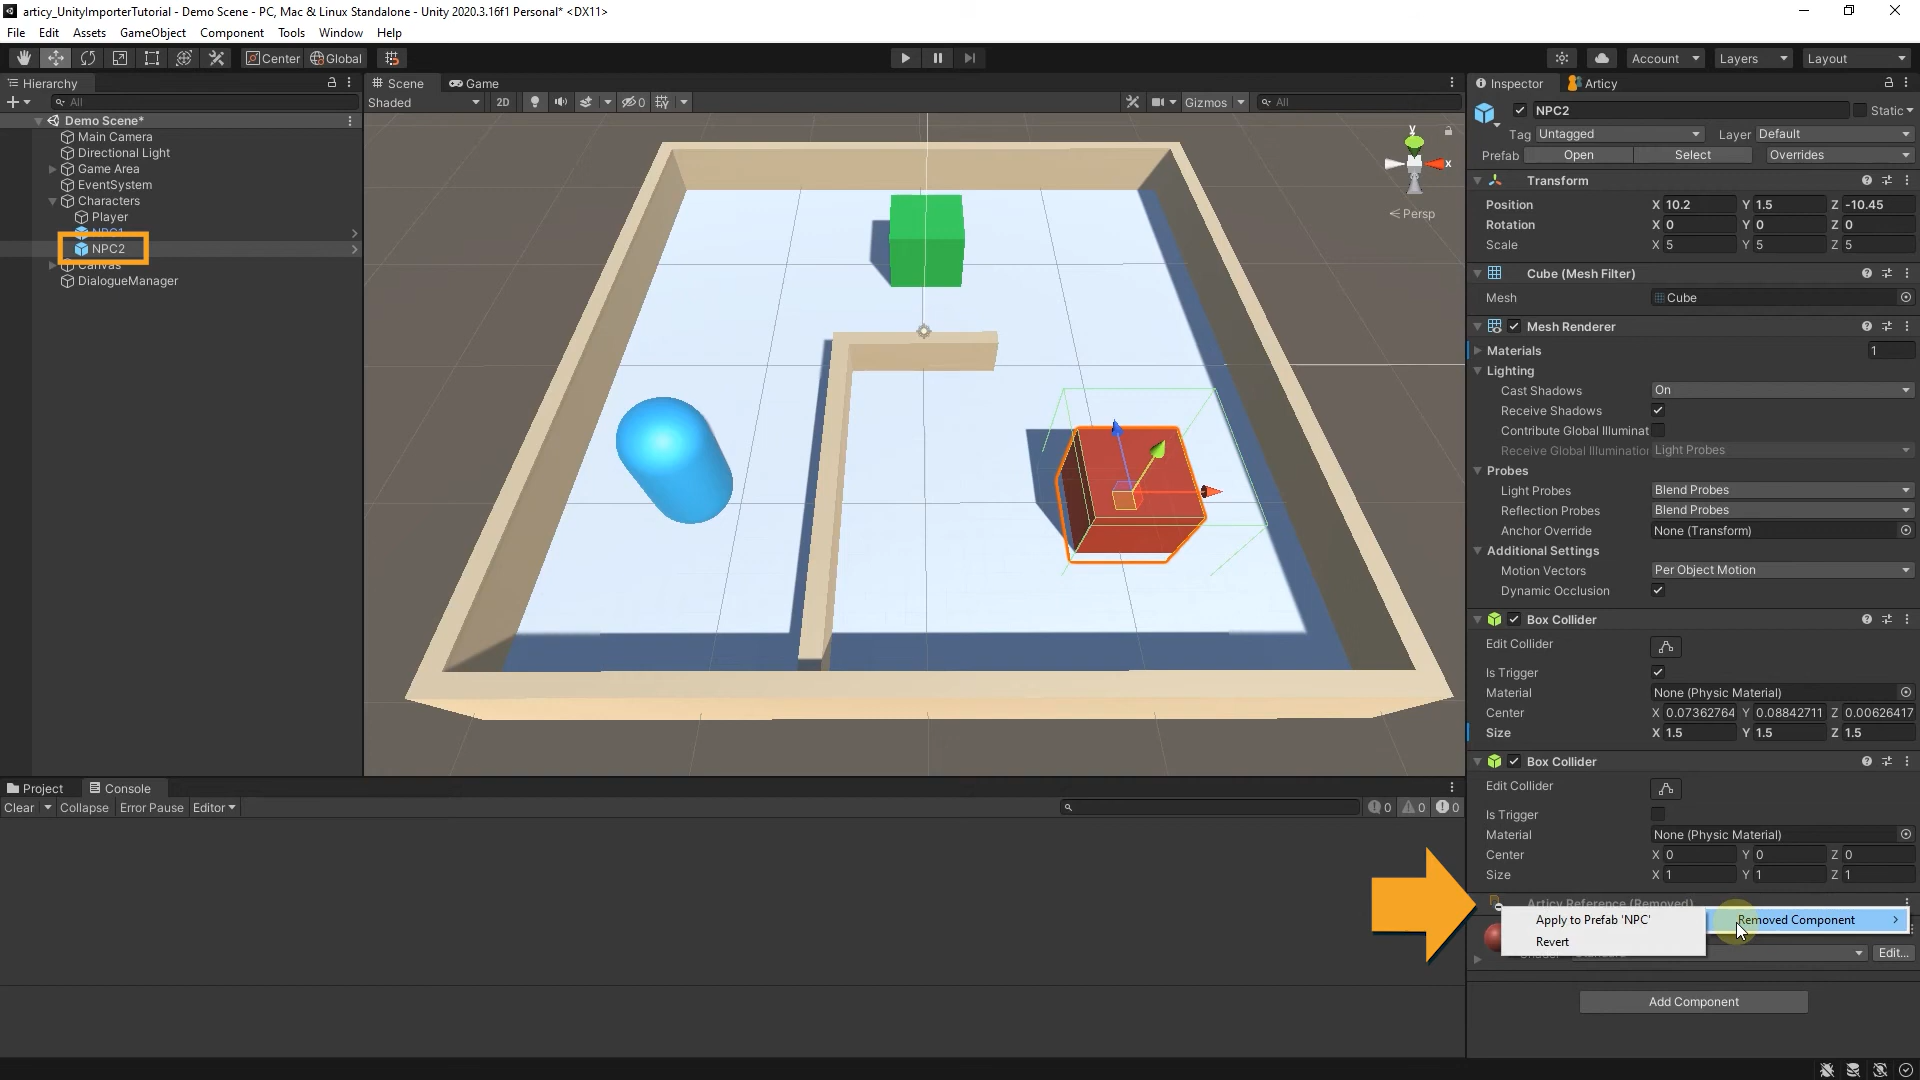 articy_UnityImporterTutorial - Demo Scene - PC, Mac & Linux Standalone - Unity 2020.3.16f1 Personal* <DX11>
File Edit Assets GameObject Component Tools Window Help
Center Global
Account Layers Layout
Hierarchy
All
Demo Scene*
Main Camera
Directional Light
Game Area
EventSystem
Characters
Player
NPC1
NPC2
Canvas
DialogueManager
Scene Game
Shaded 2D 0 Gizmos All
y
x
Persp
Project Console
Clear Collapse Error Pause Editor 0 0 0
Inspector Articy
NPC2 Static
Tag Untagged Layer Default
Prefab Open Select Overrides
Transform
Position X 10.2 Y 1.5 Z -10.45
Rotation X 0 Y 0 Z 0
Scale X 5 Y 5 Z 5
Cube (Mesh Filter)
Mesh Cube
Mesh Renderer
Materials 1
Lighting
Cast Shadows On
Receive Shadows
Contribute Global Illuminat
Receive Global Illumination Light Probes
Probes
Light Probes Blend Probes
Reflection Probes Blend Probes
Anchor Override None (Transform)
Additional Settings
Motion Vectors Per Object Motion
Dynamic Occlusion
Box Collider
Edit Collider
Is Trigger
Material None (Physic Material)
Center X 0.07362764 Y 0.08842711 Z 0.00626417
Size X 1.5 Y 1.5 Z 1.5
Box Collider
Edit Collider
Is Trigger
Material None (Physic Material)
Center X 0 Y 0 Z 0
Size X 1 Y 1 Z 1
Articy Reference (Removed)
Apply to Prefab 'NPC' Removed Component
Revert
Edit...
Add Component